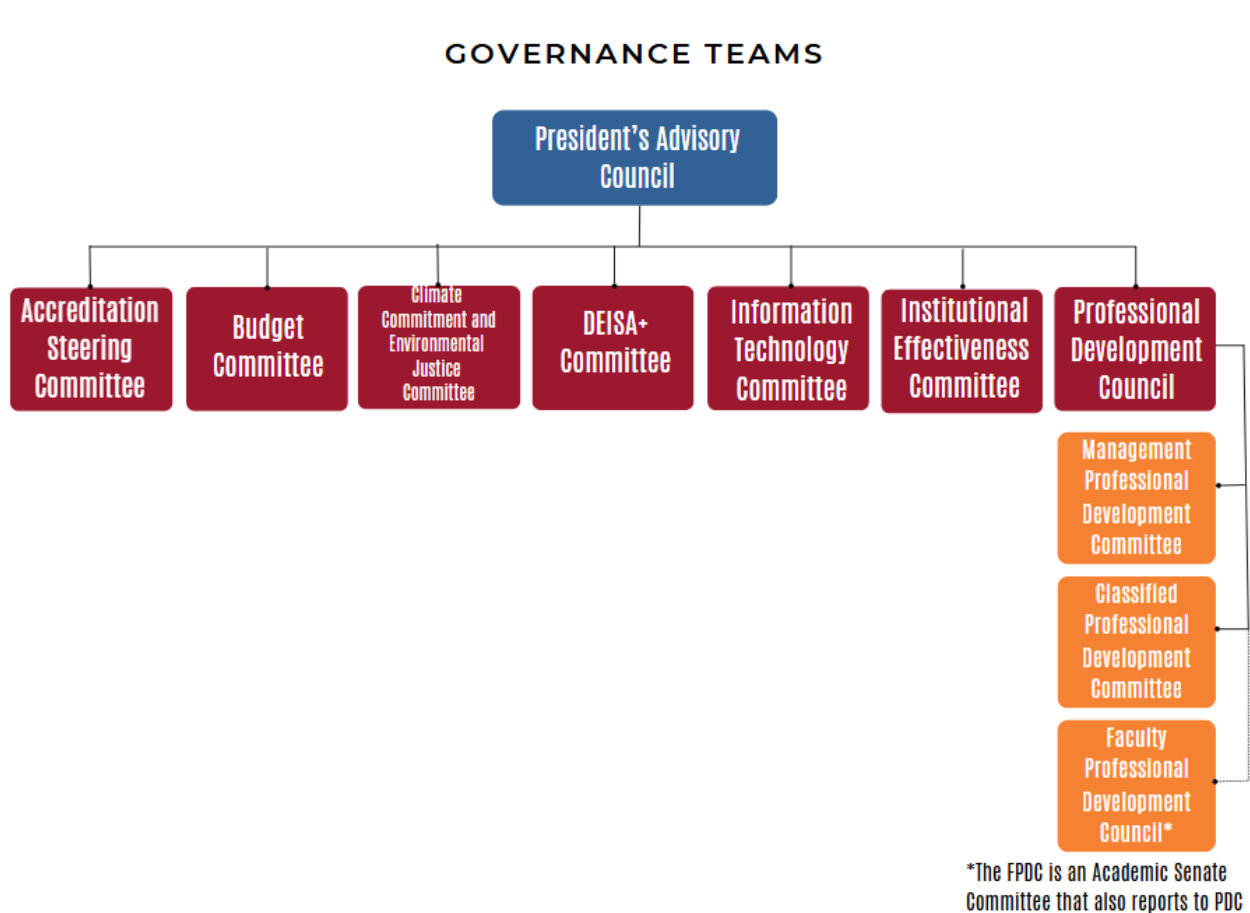 GOVERNANCE TEAMS
President’s Advisory
Council
Accreditation
Steering
Committee
Budget
Committee
Climate
Commitment and
Environmental
Justice
Committee
DEISA+
Committee
Information
Technology
Committee
Institutional
Effectiveness
Committee
Professional
Development
Council
Management
Professional
Development
Committee
Classified
Professional
Development
Committee
Faculty
Professional
Development
Council*
*The FPDC is an Academic Senate
Committee that also reports to PDC